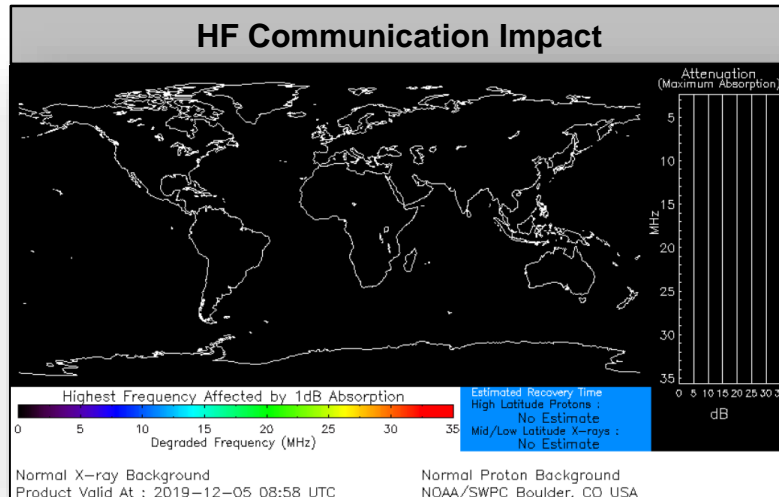 HF Communication Impact
Attenuation
(Maximum Absorption)
5
10
15
20
25
30
35
MHz
0 5 10 15 20 25 30 3
dB
Highest Frequency Affected by 1dB Absorption
0 5 10 15 20 25 30 35
Degraded Frequency (MHz)
Estimated Recovery Time
High Latitude Protons :
No Estimate
Mid/Low Latitude X-rays :
No Estimate
Normal X-ray Background
Product Valid At : 2019-12-05 08:58 UTC
Normal Proton Background
NOAA/SWPC Boulder, CO USA